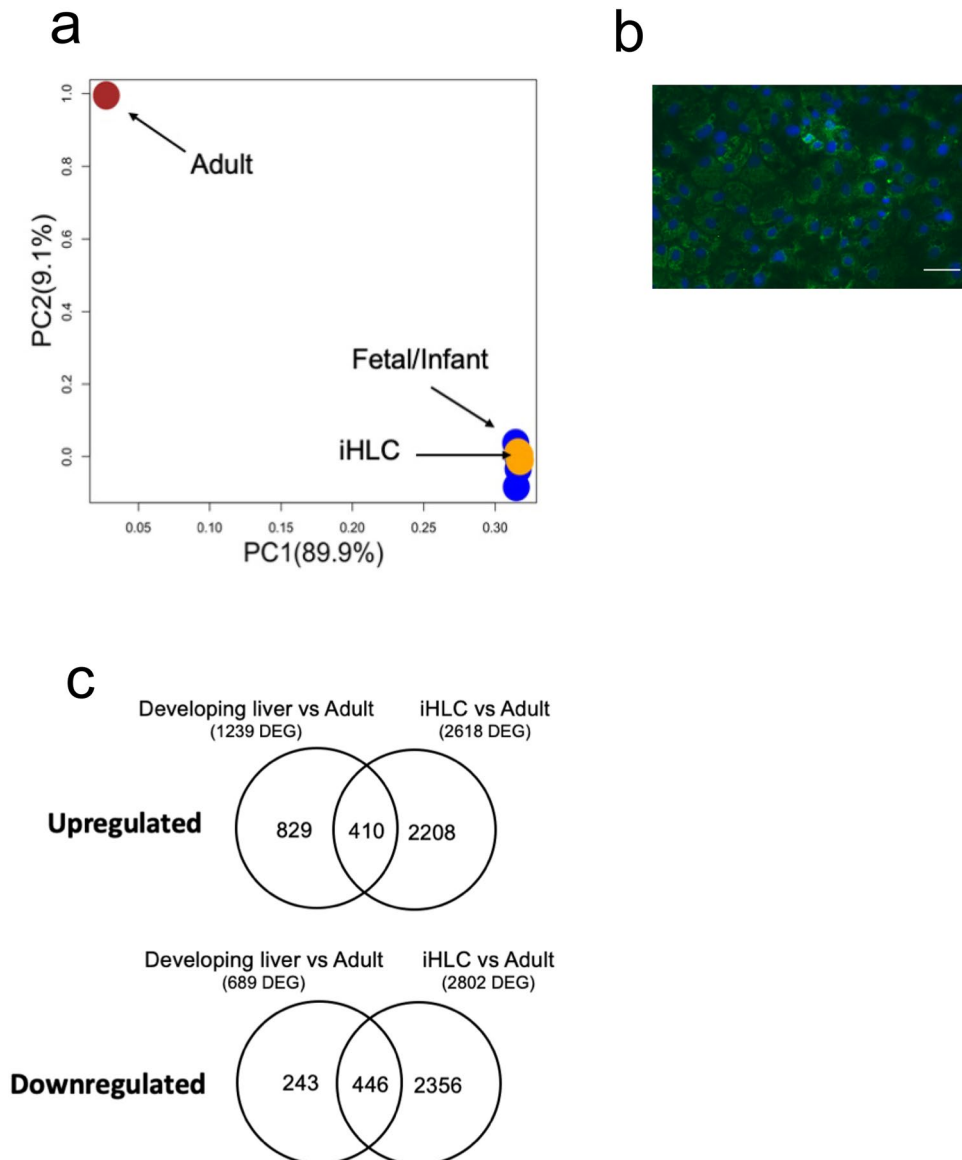 a
b
1.0
0.8
0.6
0.4
0.2
0.0
PC2(9.1%)
Adult
Fetal/Infant
iHLC
0.05 0.10 0.15 0.20 0.25 0.30
PC1(89.9%)
c
Developing liver vs Adult
(1239 DEG)
iHLC vs Adult
(2618 DEG)
Upregulated
829 410 2208
Developing liver vs Adult
(689 DEG)
iHLC vs Adult
(2802 DEG)
Downregulated
243 446 2356